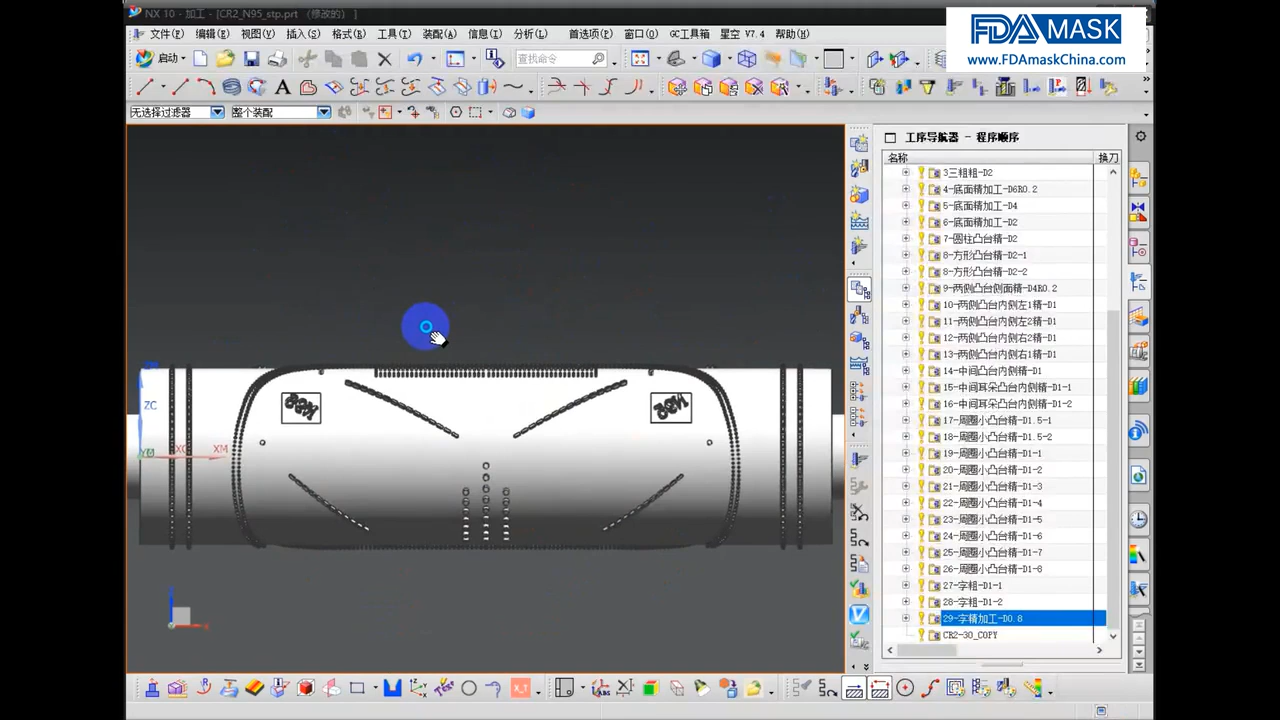 NX 10 - 加工 - [CR2_N95_stp.prt （修改的）]
FDA MASK
www.FDAmaskChina.com
文件(F) 编辑(E) 视图(V) 插入(S) 格式(R) 工具(T) 装配(A) 信息(I) 分析(L) 首选项(P) 窗口(O) GC工具箱 星空 V7.4 帮助(H)
启动 查找命令
无选择过滤器 整个装配
工序导航器 - 程序顺序
名称 换刀
3三粗粗-D2
4-底面精加工-D6R0.2
5-底面精加工-D4
6-底面精加工-D2
7-圆柱凸台精-D2
8-方形凸台精-D2-1
8-方形凸台精-D2-2
9-两侧凸台侧面精-D4R0.2
10-两侧凸台内侧左1精-D1
11-两侧凸台内侧左2精-D1
12-两侧凸台内侧右2精-D1
13-两侧凸台内侧右1精-D1
14-中间凸台内侧精D1
15-中间耳朵凸台内侧精-D1-1
16-中间耳朵凸台内侧精-D1-2
17-周圈小凸台精-D1.5-1
18-周圈小凸台精-D1.5-2
19-周圈小凸台精-D1-1
20-周圈小凸台精-D1-2
21-周圈小凸台精-D1-3
22-周圈小凸台精-D1-4
23-周圈小凸台精-D1-5
24-周圈小凸台精-D1-6
25-周圈小凸台精-D1-7
26-周圈小凸台精-D1-8
27-字粗-D1-1
28-字粗-D1-2
29-字精加工-D0.8
CR2-30_COPY
N95 N95
ZC
XC XM